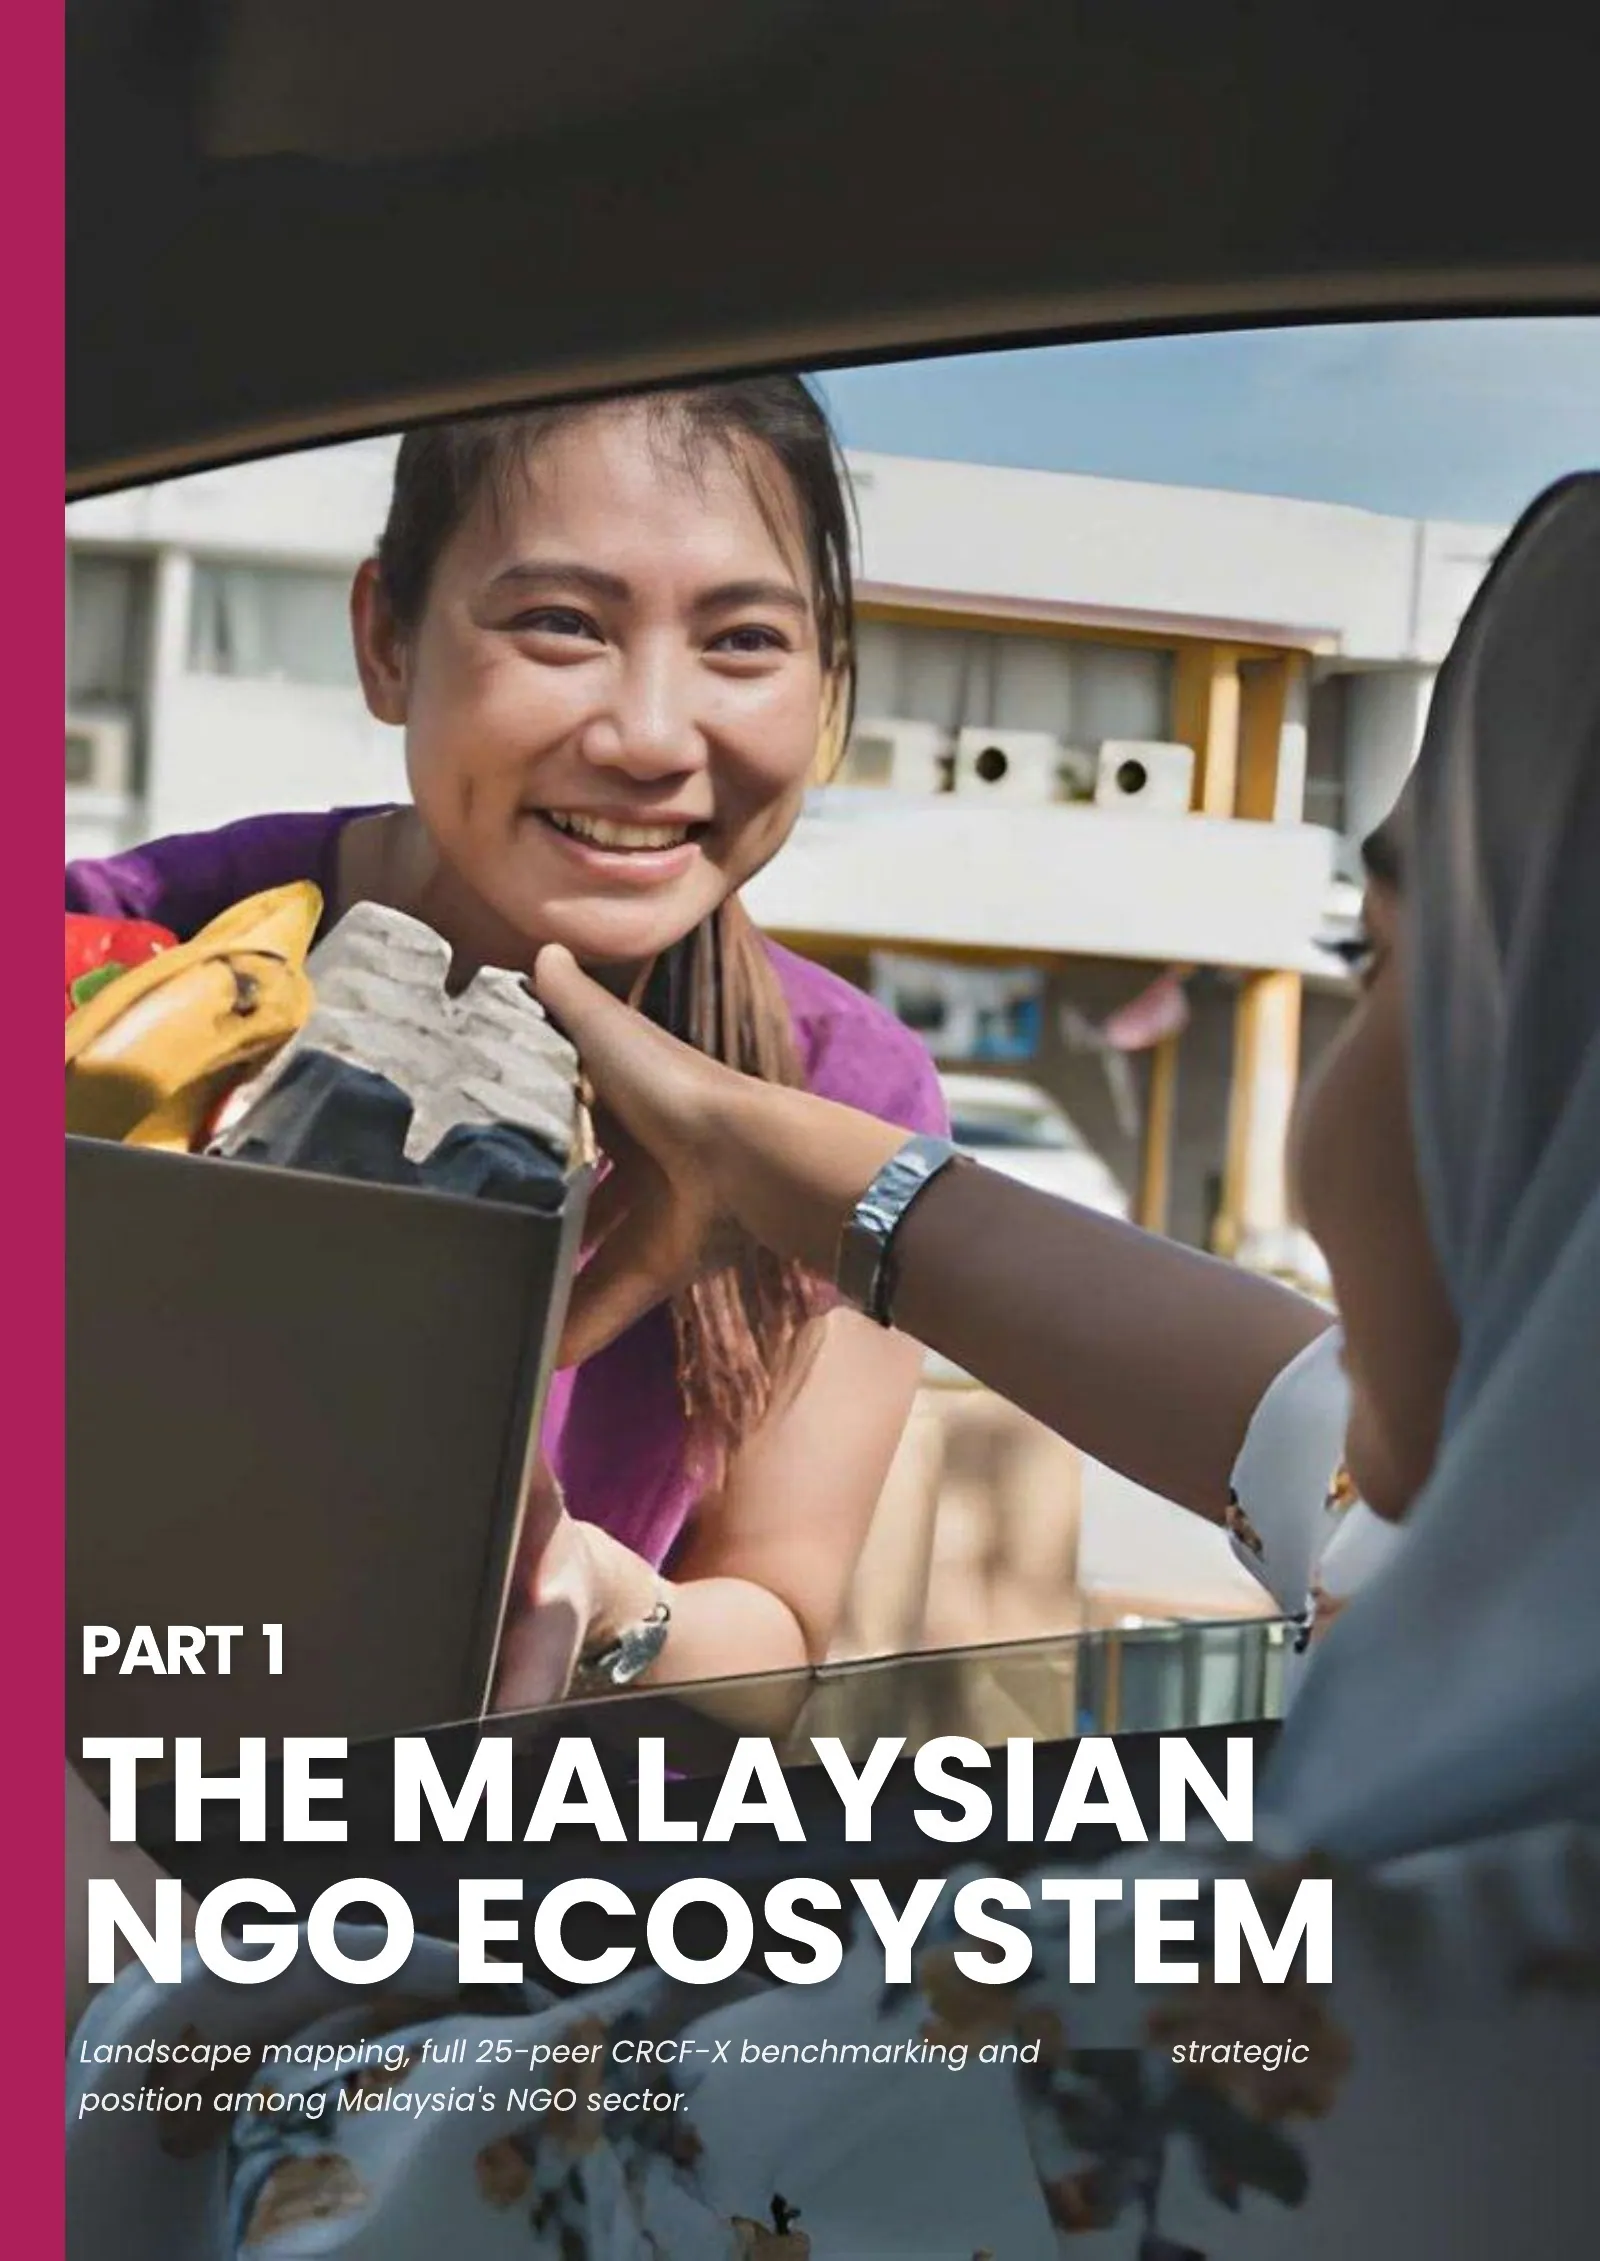 PART 1
THE MALAYSIAN
NGO ECOSYSTEM
Landscape mapping, full 25-peer CRCF-X benchmarking and strategic
position among Malaysia's NGO sector.